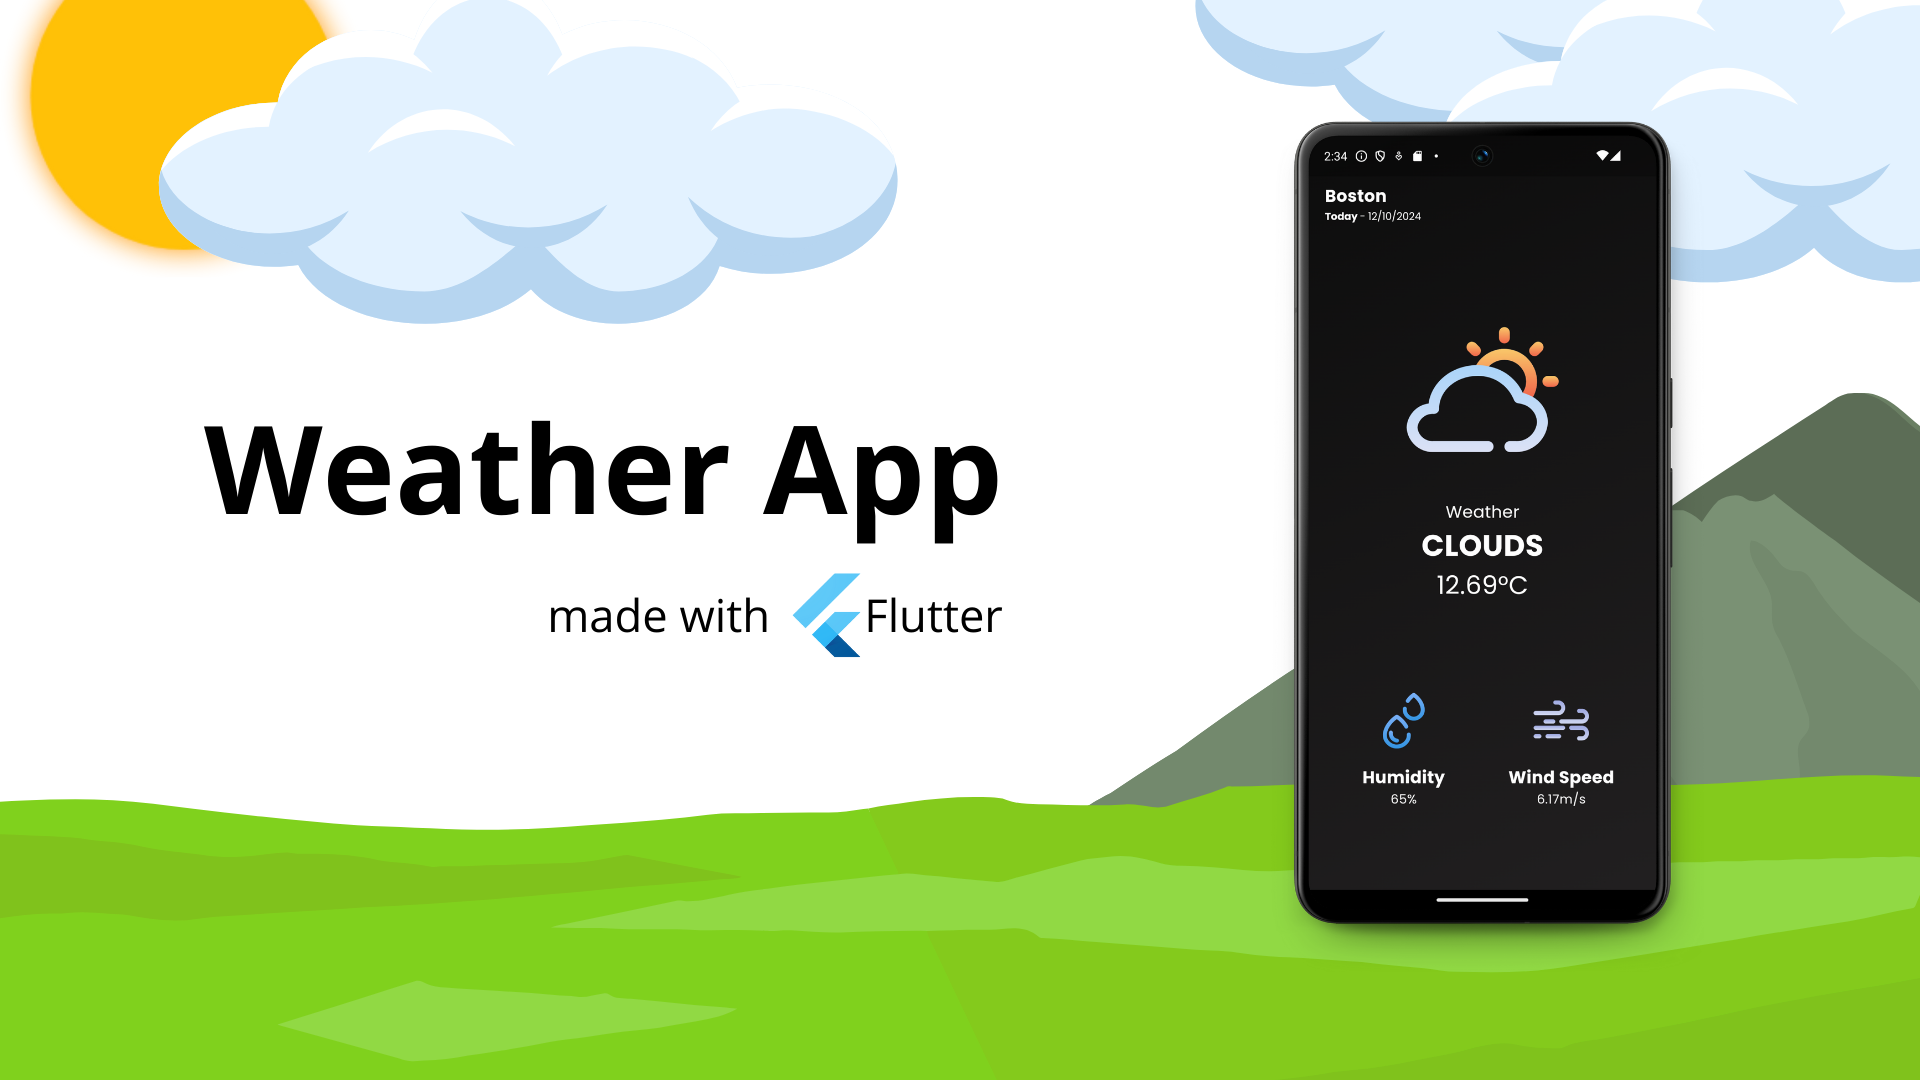 Weather App
made with Flutter
2:34
Boston
Today - 12/10/2024
Weather
CLOUDS
12.69°C
Humidity
65%
Wind Speed
6.17m/s